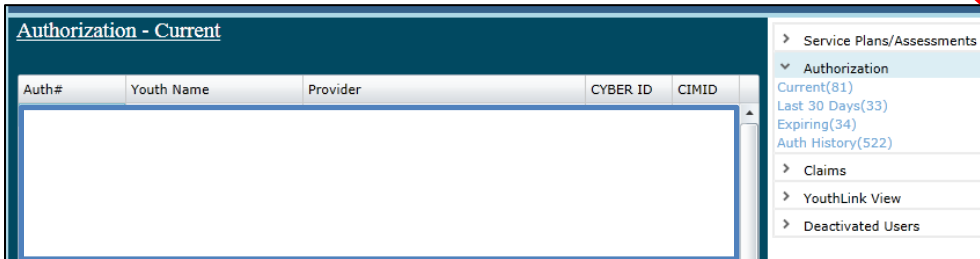 Authorization - Current
Auth# Youth Name Provider CYBER ID CIMID
Service Plans/Assessments
Authorization
Current(81)
Last 30 Days(33)
Expiring(34)
Auth History(522)
Claims
YouthLink View
Deactivated Users